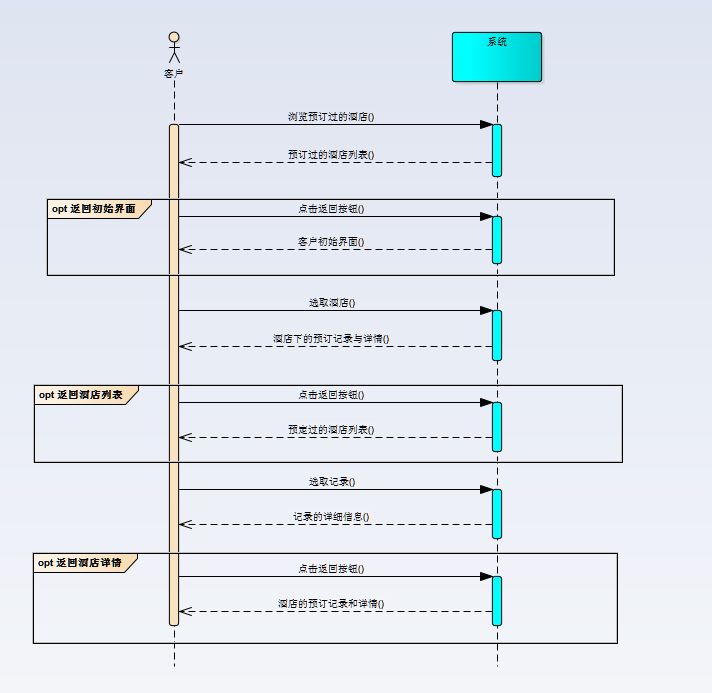 客户
系统
浏览预订过的酒店()
预订过的酒店列表()
opt 返回初始界面
点击返回按钮()
客户初始界面()
选取酒店()
酒店下的预订记录与详情()
opt 返回酒店列表
点击返回按钮()
预定过的酒店列表()
选取记录()
记录的详细信息()
opt 返回酒店详情
点击返回按钮()
酒店的预订记录和详情()